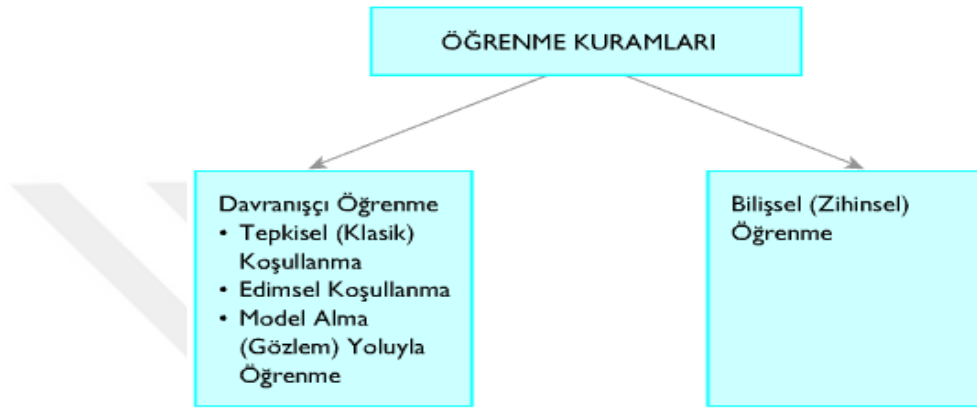 ÖĞRENME KURAMLARI
Davranışçı Öğrenme
• Tepkisel (Klasik)
Koşullanma
• Edimsel Koşullanma
• Model Alma
(Gözlem) Yoluyla
Öğrenme
Bilişsel (Zihinsel)
Öğrenme